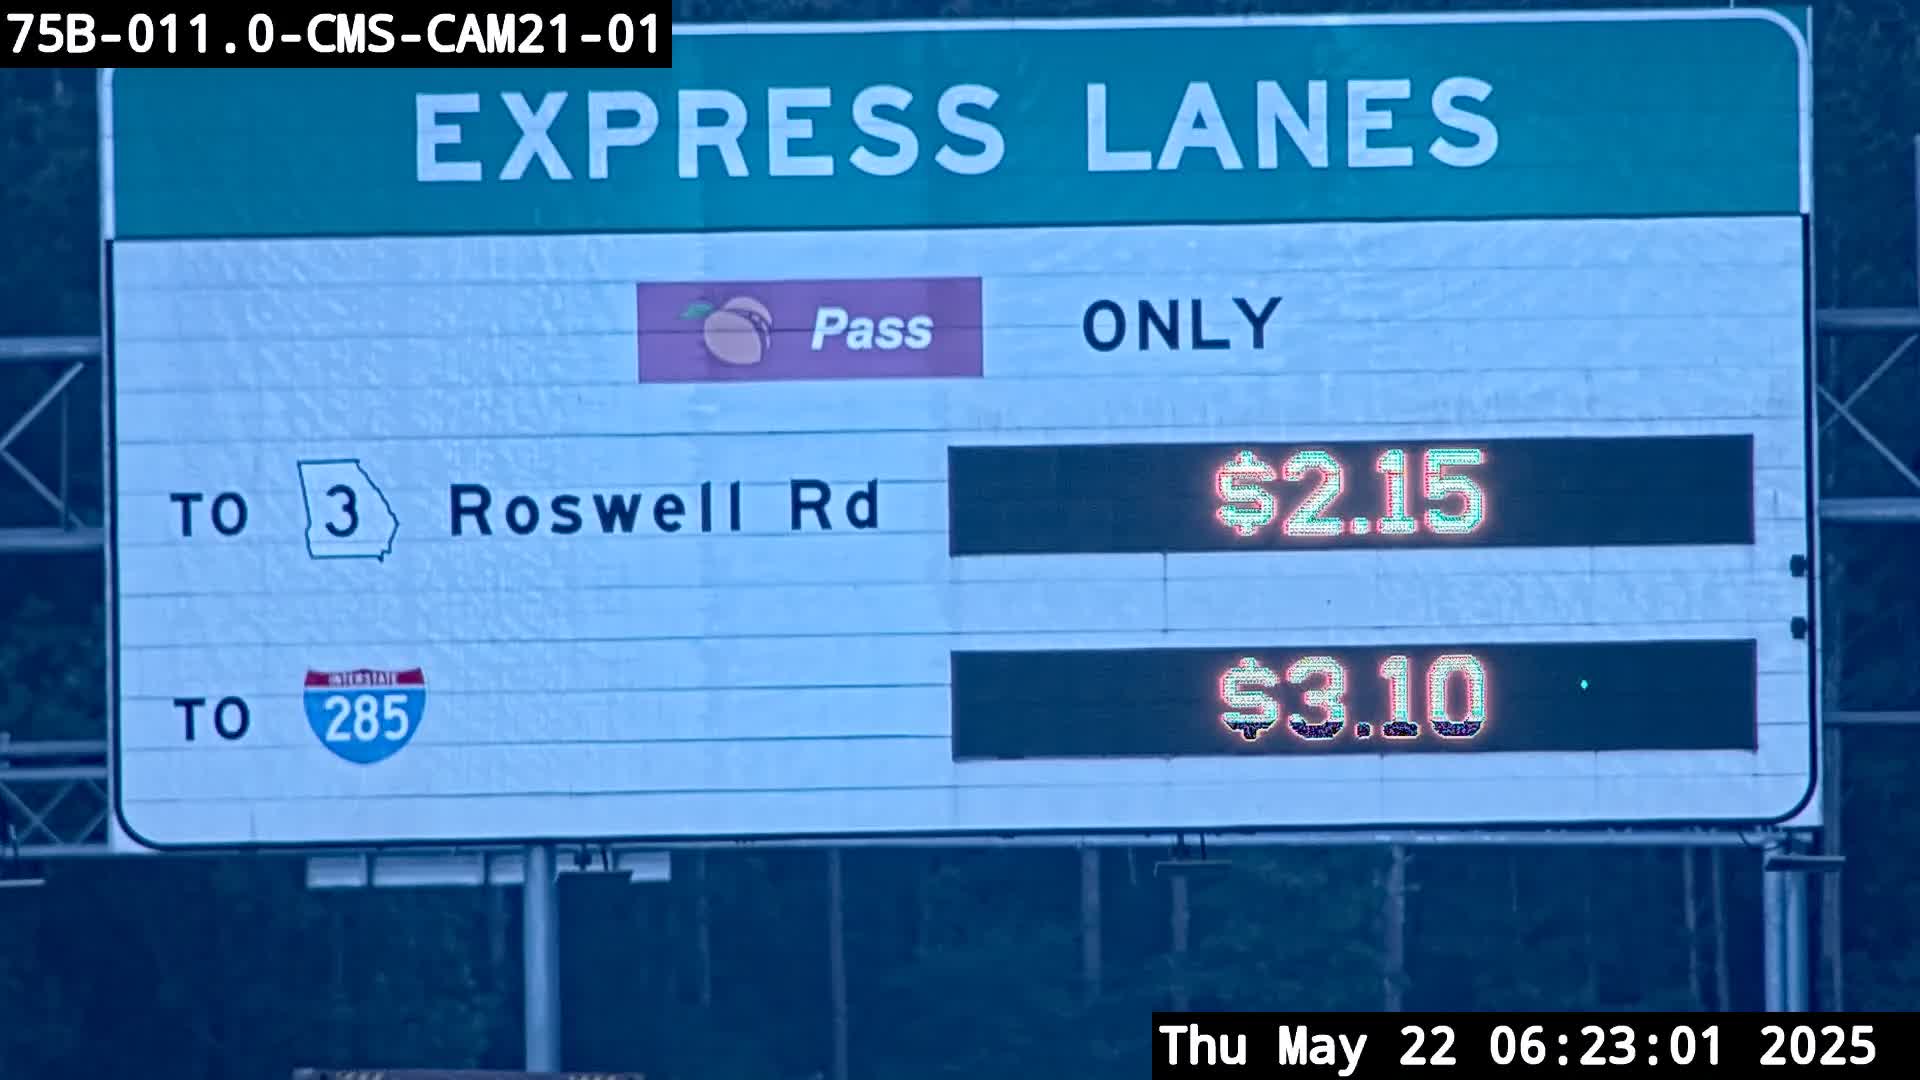 75B-011.0-CMS-CAM21-01
EXPRESS LANES
Pass ONLY
TO 3 Roswell Rd $2.15
TO INTERSTATE 285 $3.10
Thu May 22 06:23:01 2025